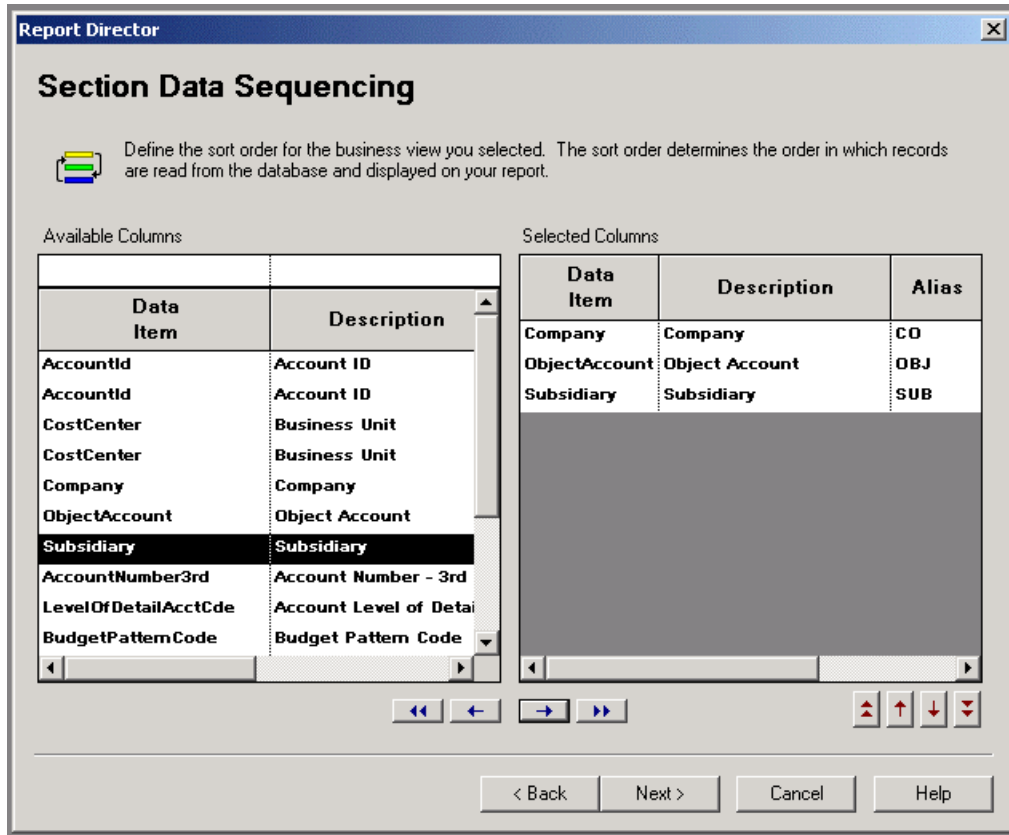 Report Director
Section Data Sequencing
Define the sort order for the business view you selected. The sort order determines the order in which records
are read from the database and displayed on your report.
Available Columns
Data Item Description
AccountId Account ID
AccountId Account ID
CostCenter Business Unit
CostCenter Business Unit
Company Company
ObjectAccount Object Account
Subsidiary Subsidiary
AccountNumber3rd Account Number - 3rd
LevelOfDetailAcctCde Account Level of Detai
BudgetPatternCode Budget Pattern Code
Selected Columns
Data Item Description Alias
Company Company CO
ObjectAccount Object Account OBJ
Subsidiary Subsidiary SUB
< Back Next > Cancel Help